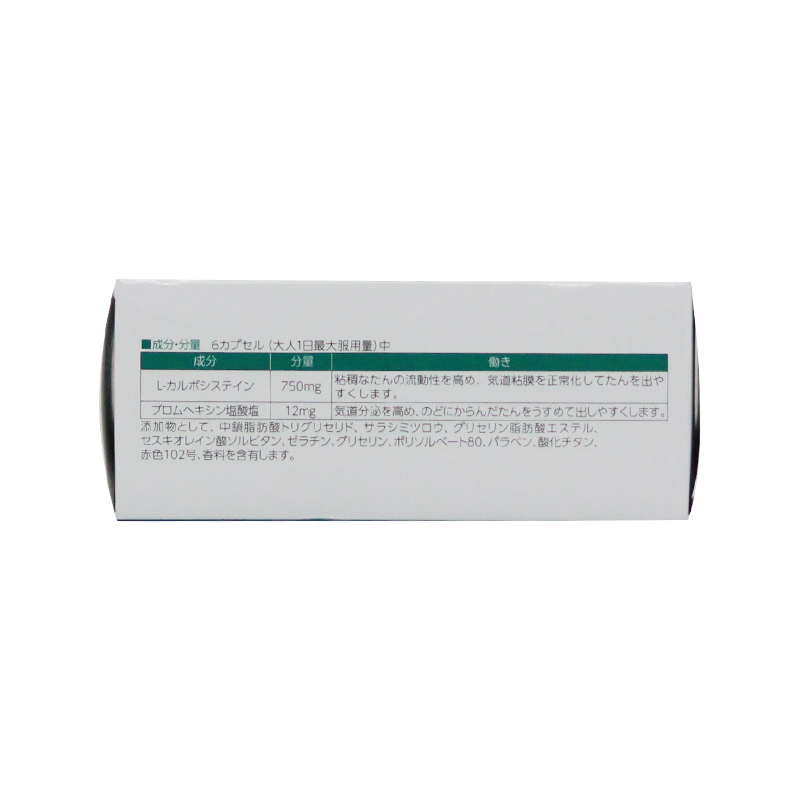 ■成分・分量 6カプセル（大人1日最大服用量）中
成分 分量 働き
L-カルボシステイン 750mg 粘稠なたんの流動性を高め、気道粘膜を正常化してたんを出や
すくします。
ブロムヘキシン塩酸塩 12mg 気道分泌を高め、のどにからんだたんをうすめて出しやすくします。
添加物として、中鎖脂肪酸トリグリセリド、サラシミツロウ、グリセリン脂肪酸エステル、
セスキオレイン酸ソルビタン、ゼラチン、グリセリン、ポリソルベート80、パラベン、酸化チタン、
赤色102号、香料を含有します。